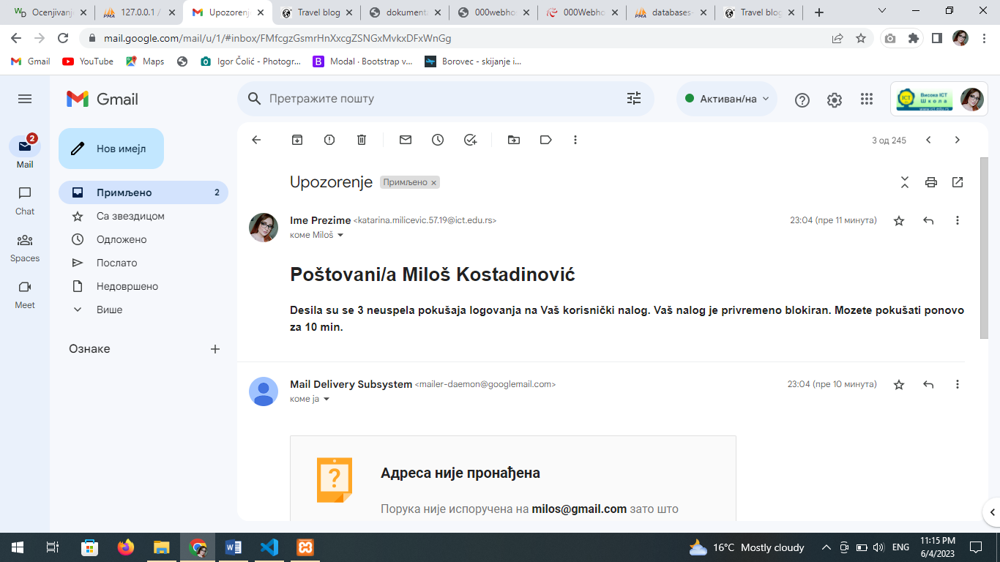 Ocenjivanj
127.0.0.1 /
Upozorenj
Travel blog
dokument
000webho
000Webho
databases-
Travel blog
mail.google.com/mail/u/1/#inbox/FMfcgzGsmrHnXxcgZSNGxMvkxDFxWnGg
Gmail
YouTube
Maps
Igor Čolić - Photogr...
Modal · Bootstrap v...
Borovec - skijanje i...
Gmail
Претражите пошту
Активан/на
ICT
Висока ICT
Школа
www.ict.edu.rs
2
Mail
Chat
Spaces
Meet
Нов имејл
Примљено 2
Са звездицом
Одложено
Послато
Недовршено
Више
Ознаке
3 од 245
Upozorenje Примљено ×
Ime Prezime <katarina.milicevic.57.19@ict.edu.rs> 23:04 (пре 11 минута)
коме Miloš
Poštovani/a Miloš Kostadinović
Desila su se 3 neuspela pokušaja logovanja na Vaš korisnički nalog. Vaš nalog je privremeno blokiran. Mozete pokušati ponovo
za 10 min.
Mail Delivery Subsystem <mailer-daemon@googlemail.com> 23:04 (пре 10 минута)
коме ја
Адреса није пронађена
Порука није испоручена на milos@gmail.com зато што
16°C Mostly cloudy
ENG
11:15 PM
6/4/2023